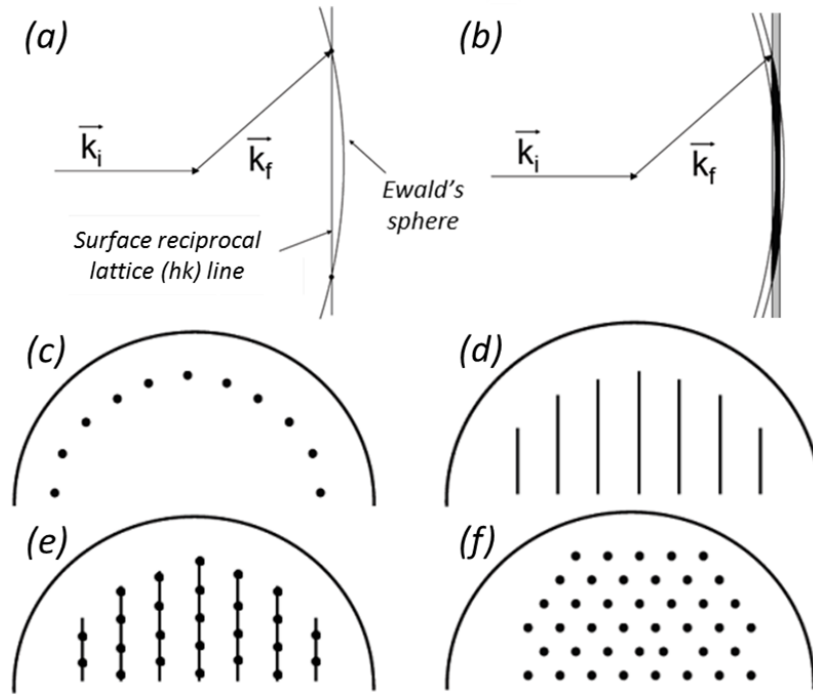 (a)
(b)
k_i
k_f
Ewald's
sphere
Surface reciprocal
lattice (hk) line
k_i
k_f
(c)
(d)
(e)
(f)